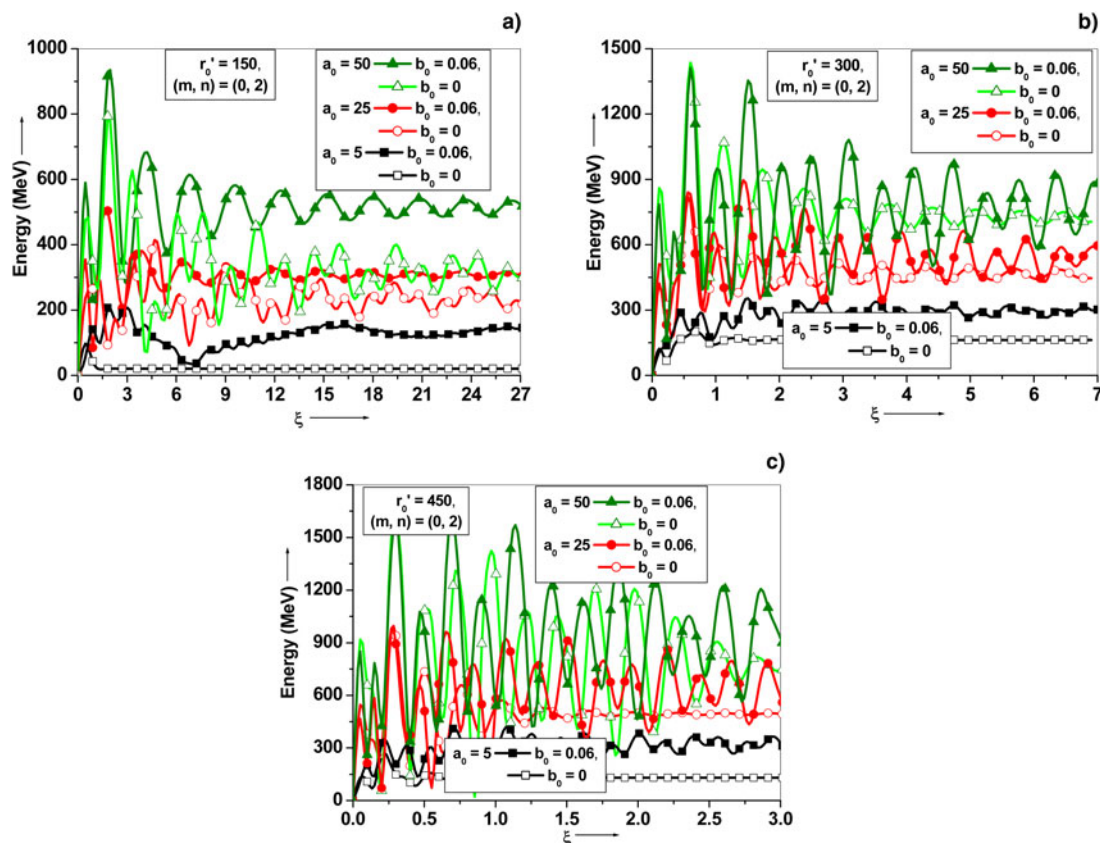 a)
1000
800
600
400
200
0
Energy (MeV)
r₀' = 150,
(m, n) = (0, 2)
a₀ = 50 b₀ = 0.06,
b₀ = 0
a₀ = 25 b₀ = 0.06,
b₀ = 0
a₀ = 5 b₀ = 0.06,
b₀ = 0
0 3 6 9 12 15 18 21 24 27
ξ
b)
1500
1200
900
600
300
0
Energy (MeV)
r₀' = 300,
(m, n) = (0, 2)
a₀ = 50 b₀ = 0.06,
b₀ = 0
a₀ = 25 b₀ = 0.06,
b₀ = 0
a₀ = 5 b₀ = 0.06,
b₀ = 0
0 1 2 3 4 5 6 7
ξ
c)
1800
1500
1200
900
600
300
0
Energy (MeV)
r₀' = 450,
(m, n) = (0, 2)
a₀ = 50 b₀ = 0.06,
b₀ = 0
a₀ = 25 b₀ = 0.06,
b₀ = 0
a₀ = 5 b₀ = 0.06,
b₀ = 0
0.0 0.5 1.0 1.5 2.0 2.5 3.0
ξ